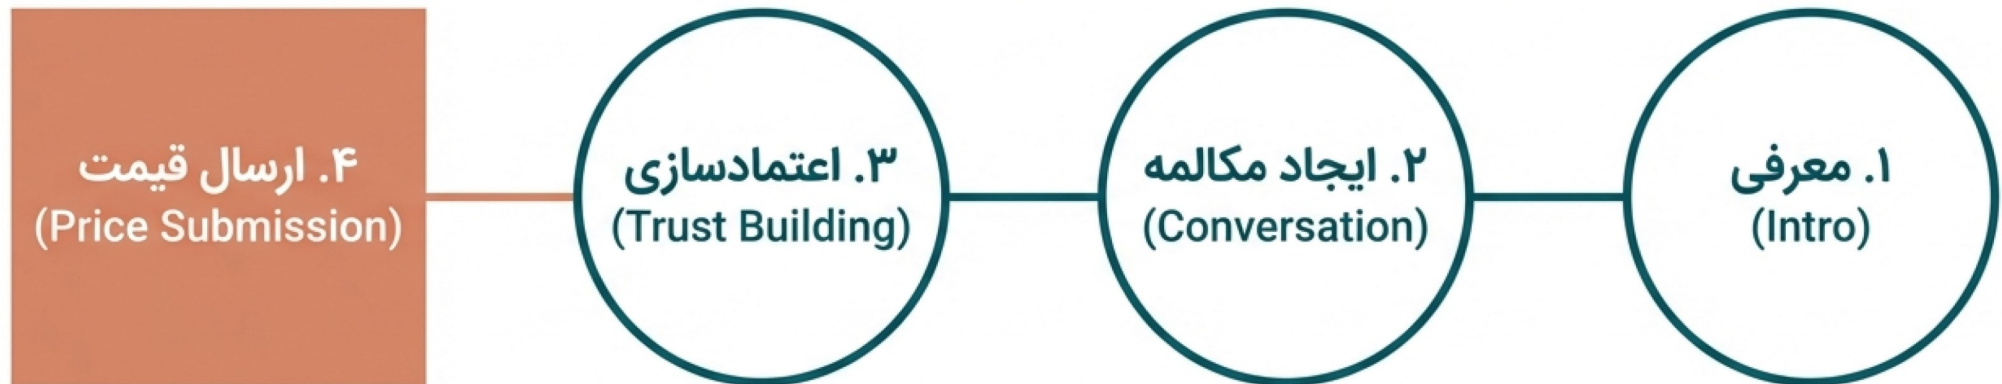 ۱. معرفی
(Intro)
۲. ایجاد مکالمه
(Conversation)
۳. اعتمادسازی
(Trust Building)
۴. ارسال قیمت
(Price Submission)